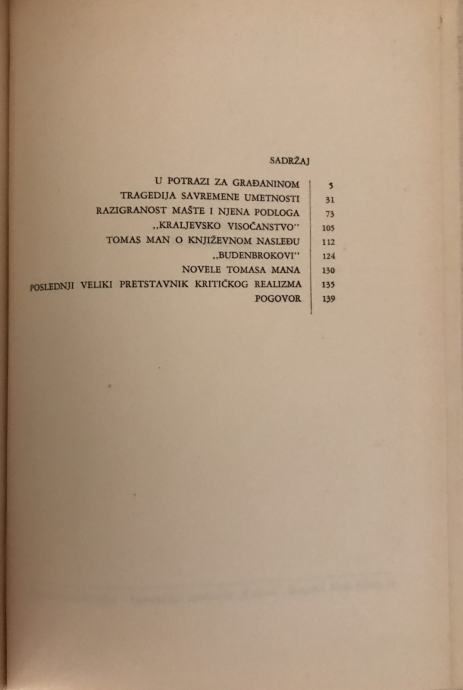 SADRŽAJ
U POTRAZI ZA GRAĐANINOM 5
TRAGEDIJA SAVREMENE UMETNOSTI 31
RAZIGRANOST MAŠTE I NJENA PODLOGA 73
„KRALJEVSKO VISOČANSTVO” 105
TOMAS MAN O KNJIŽEVNOM NASLEĐU 112
„BUDENBROKOVI” 124
NOVELE TOMASA MANA 130
POSLEDNJI VELIKI PRETSTAVNIK KRITIČKOG REALIZMA 135
POGOVOR 139